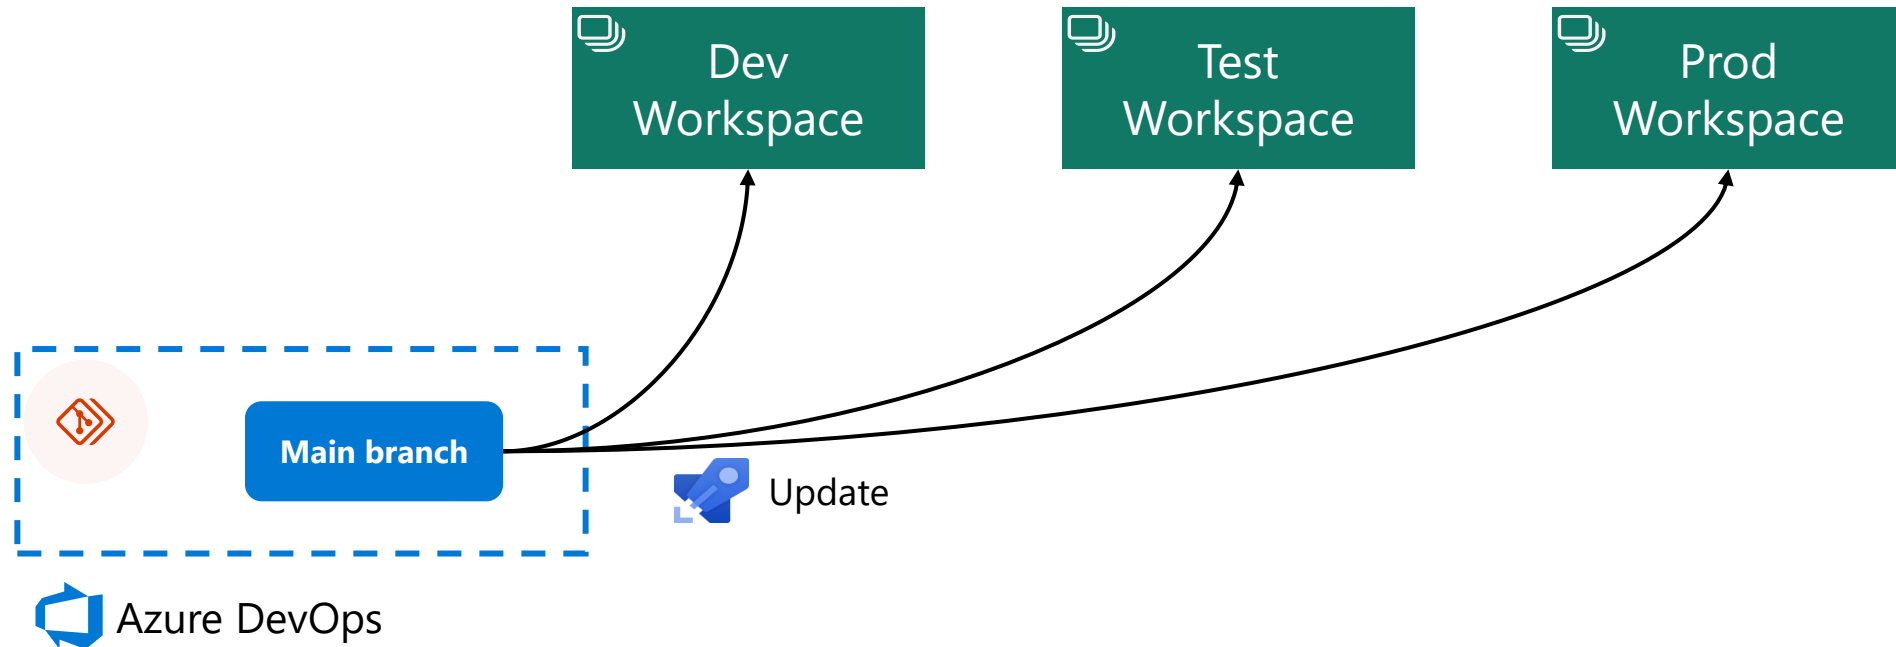 Dev
Workspace
Test
Workspace
Prod
Workspace
Main branch
Update
Azure DevOps